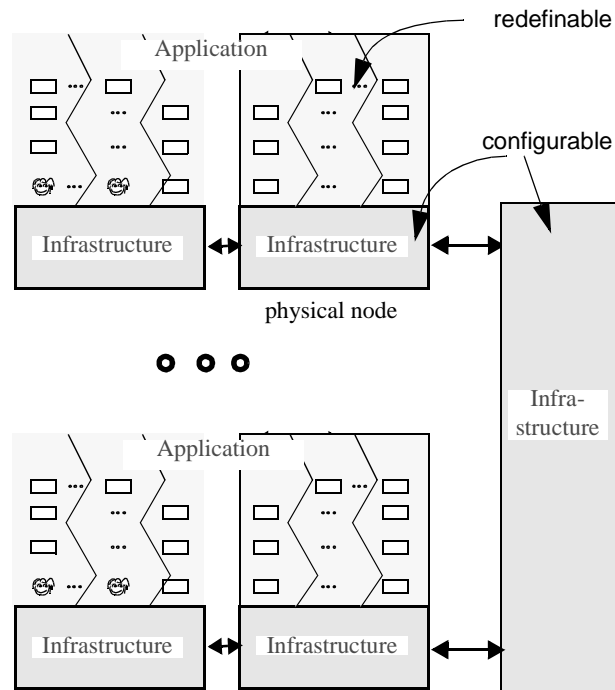 redefinable
Application
configurable
Infrastructure
Infrastructure
physical node
Infra-
structure
Application
Infrastructure
Infrastructure